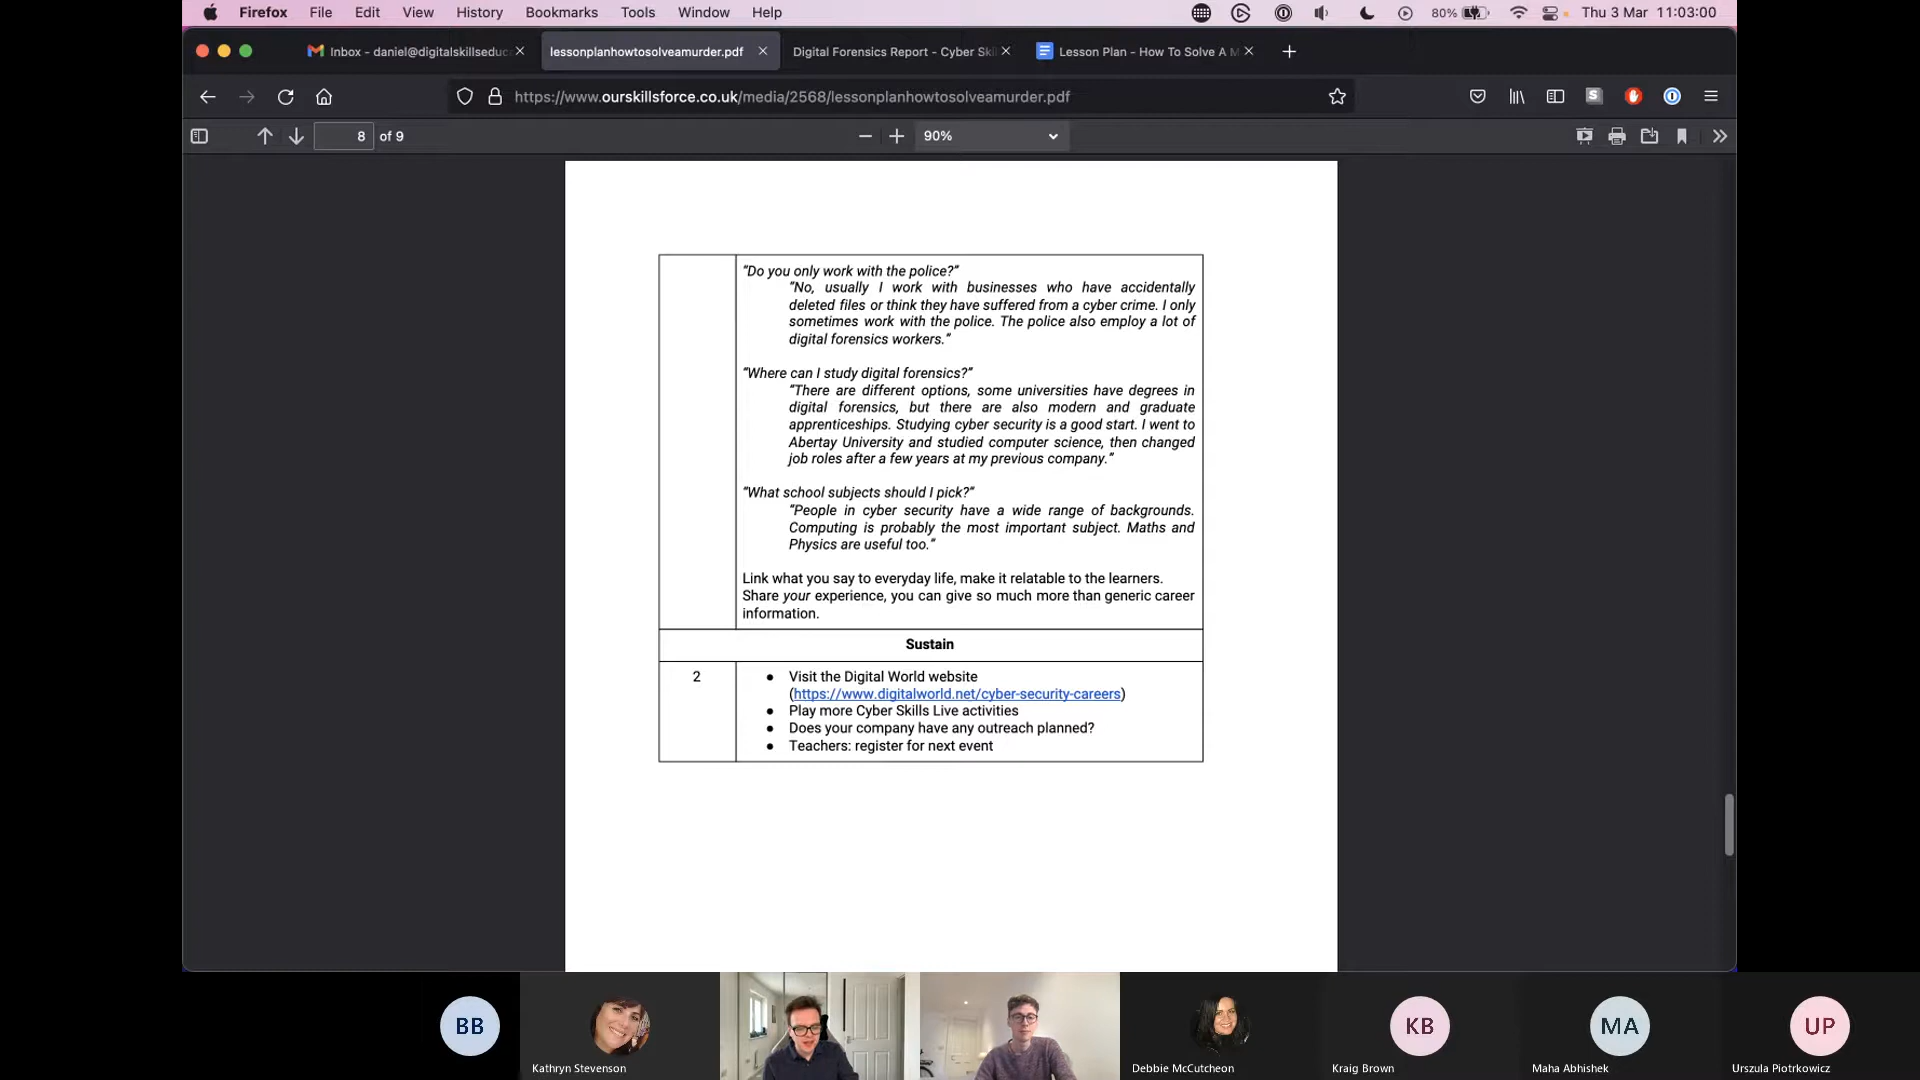 Firefox File Edit View History Bookmarks Tools Window Help 80% Thu 3 Mar 11:03:00
Inbox - daniel@digitalskillseduc
lessonplanhowtosolveamurder.pdf
Digital Forensics Report - Cyber Ski
Lesson Plan - How To Solve A M
https://www.ourskillsforce.co.uk/media/2568/lessonplanhowtosolveamurder.pdf
8 of 9
90%
"Do you only work with the police?"
"No, usually I work with businesses who have accidentally
deleted files or think they have suffered from a cyber crime. I only
sometimes work with the police. The police also employ a lot of
digital forensics workers."
"Where can I study digital forensics?"
"There are different options, some universities have degrees in
digital forensics, but there are also modern and graduate
apprenticeships. Studying cyber security is a good start. I went to
Abertay University and studied computer science, then changed
job roles after a few years at my previous company."
"What school subjects should I pick?"
"People in cyber security have a wide range of backgrounds.
Computing is probably the most important subject. Maths and
Physics are useful too."
Link what you say to everyday life, make it relatable to the learners.
Share your experience, you can give so much more than generic career
information.
Sustain
2
● Visit the Digital World website
(https://www.digitalworld.net/cyber-security-careers)
● Play more Cyber Skills Live activities
● Does your company have any outreach planned?
● Teachers: register for next event
BB
KB
MA
UP
Kathryn Stevenson
Debbie McCutcheon
Kraig Brown
Maha Abhishek
Urszula Piotrkowicz